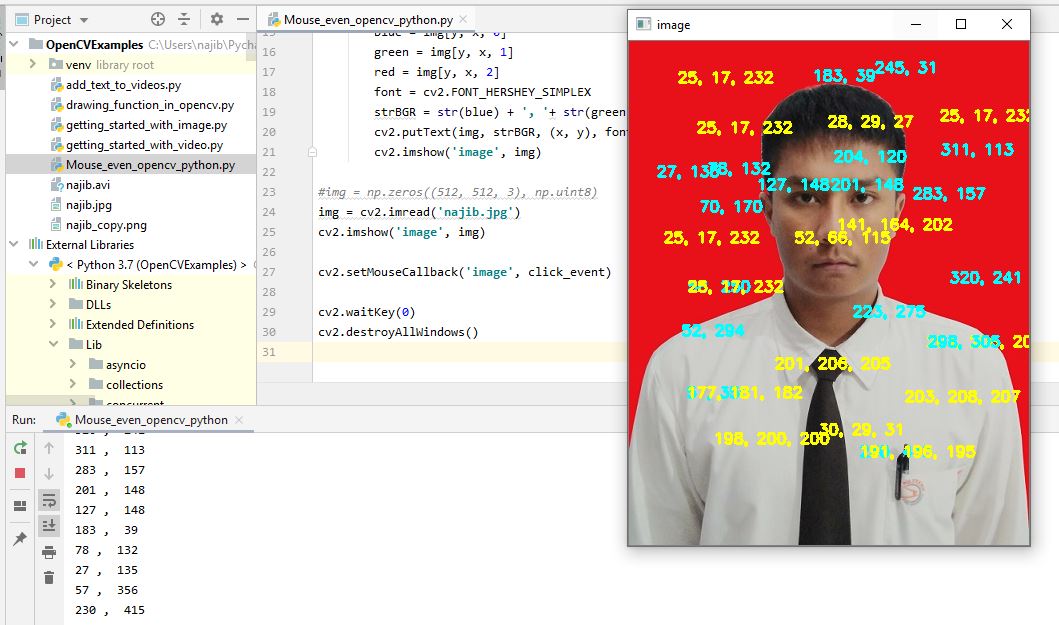 Project
OpenCVExamples C:\Users\najib\Pycha
venv library root
add_text_to_videos.py
drawing_function_in_opencv.py
getting_started_with_image.py
getting_started_with_video.py
Mouse_even_opencv_python.py
najib.avi
najib.jpg
najib_copy.png
External Libraries
< Python 3.7 (OpenCVExamples) >
Binary Skeletons
DLLs
Extended Definitions
Lib
asyncio
collections
concurrent
Mouse_even_opencv_python.py
15 blue = img[y, x, 0]
16 green = img[y, x, 1]
17 red = img[y, x, 2]
18 font = cv2.FONT_HERSHEY_SIMPLEX
19 strBGR = str(blue) + ', '+ str(green
20 cv2.putText(img, strBGR, (x, y), font
21 cv2.imshow('image', img)
22
23 #img = np.zeros((512, 512, 3), np.uint8)
24 img = cv2.imread('najib.jpg')
25 cv2.imshow('image', img)
26
27 cv2.setMouseCallback('image', click_event)
28
29 cv2.waitKey(0)
30 cv2.destroyAllWindows()
31
Run: Mouse_even_opencv_python
311 , 113
283 , 157
201 , 148
127 , 148
183 , 39
78 , 132
27 , 135
57 , 356
230 , 415
image
245, 31
25, 17, 232 183, 39
25, 17, 232
25, 17, 232 28, 29, 27
311, 113
204, 120
27, 135 78, 132
127, 148 201, 148
283, 157
70, 170
141, 164, 202
25, 17, 232 52, 66, 115
320, 241
25, 17, 232
223, 275
52, 294
298, 305
201, 206, 205
177, 181, 182
203, 208, 207
30, 29, 31
198, 200, 200
191, 196, 195